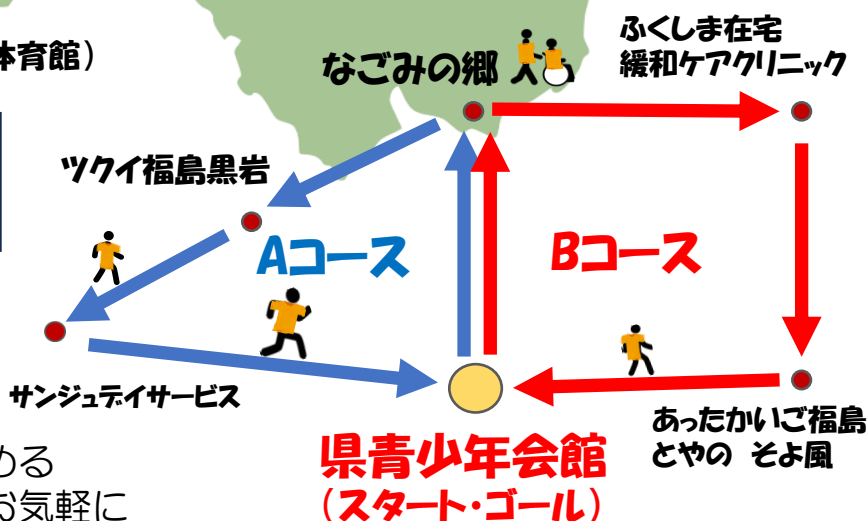 体育館）
なごみの郷
ふくしま在宅
緩和ケアクリニック
ツクイ福島黒岩
Aコース
Bコース
サンジュデイサービス
県青少年会館
（スタート・ゴール）
あったかいご福島
とやの そよ風
める
お気軽に